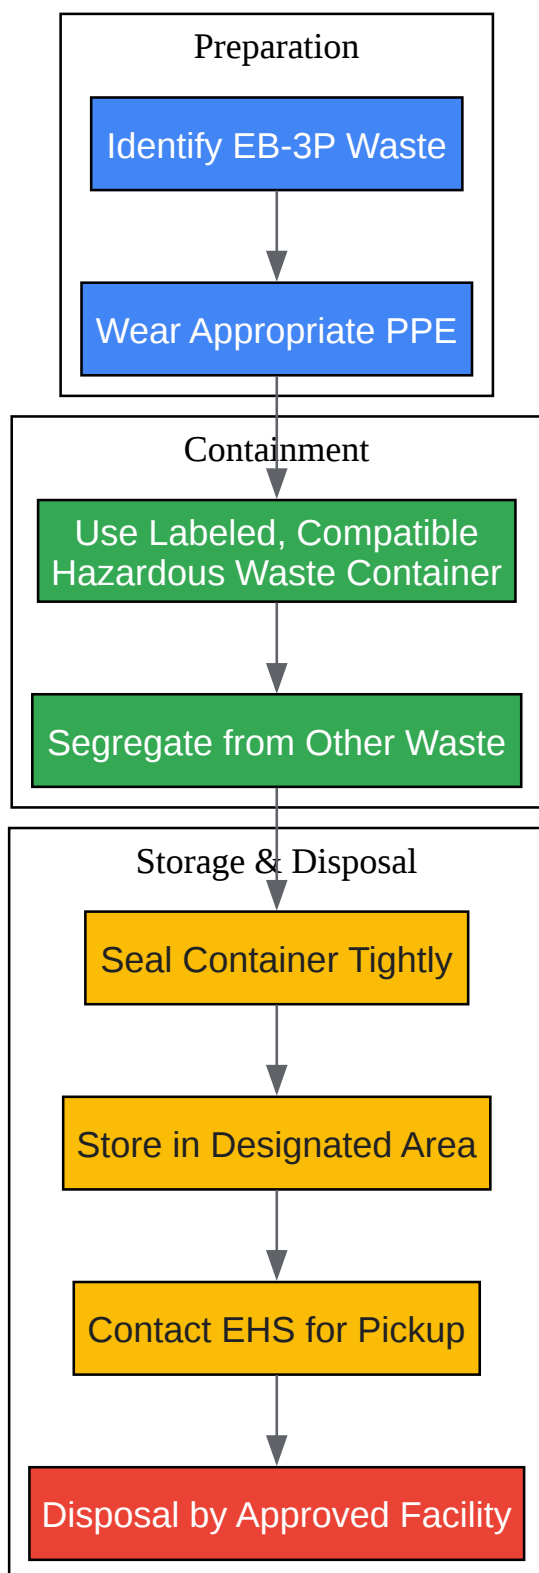 Preparation
Identify EB-3P Waste
Wear Appropriate PPE
Containment
Use Labeled, Compatible
Hazardous Waste Container
Segregate from Other Waste
Storage & Disposal
Seal Container Tightly
Store in Designated Area
Contact EHS for Pickup
Disposal by Approved Facility